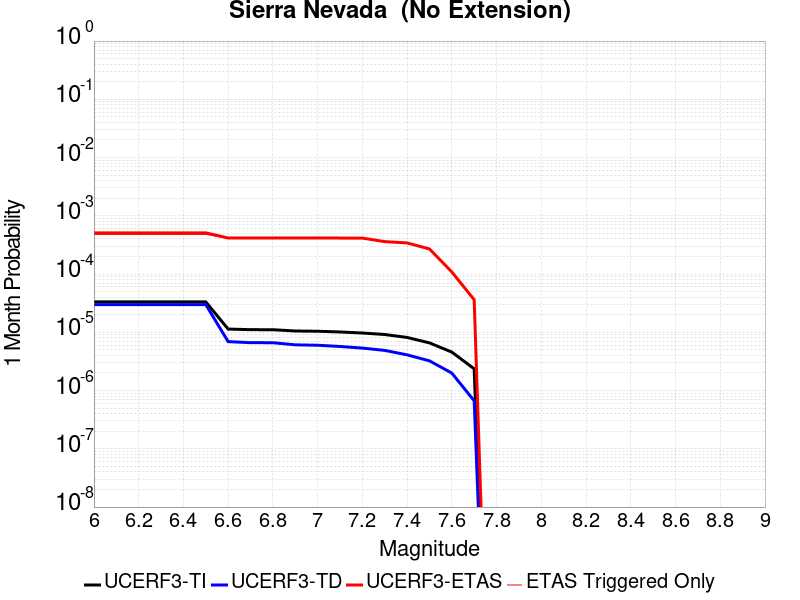 Sierra Nevada  (No Extension)
1 Month Probability
10^0
10^-1
10^-2
10^-3
10^-4
10^-5
10^-6
10^-7
10^-8
6 6.2 6.4 6.6 6.8 7 7.2 7.4 7.6 7.8 8 8.2 8.4 8.6 8.8 9
Magnitude
UCERF3-TI UCERF3-TD UCERF3-ETAS ETAS Triggered Only